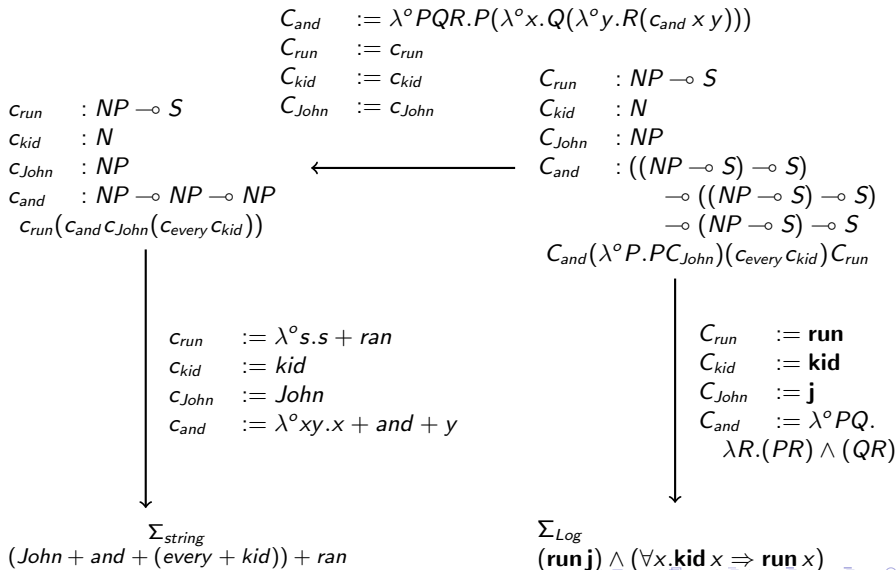 C_and := λ°PQR.P(λ°x.Q(λ°y.R(c_and x y)))
C_run := c_run
C_kid := c_kid
C_John := c_John
c_run : NP ⊸ S
c_kid : N
c_John : NP
c_and : NP ⊸ NP ⊸ NP
c_run(c_and c_John(c_every c_kid))
C_run : NP ⊸ S
C_kid : N
C_John : NP
C_and : ((NP ⊸ S) ⊸ S)
⊸ ((NP ⊸ S) ⊸ S)
⊸ (NP ⊸ S) ⊸ S
C_and(λ°P.PC_John)(c_every c_kid)C_run
c_run := λ°s.s + ran
c_kid := kid
c_John := John
c_and := λ°xy.x + and + y
C_run := run
C_kid := kid
C_John := j
C_and := λ°PQ.
λR.(PR) ∧ (QR)
Σ_string
(John + and + (every + kid)) + ran
Σ_Log
(run j) ∧ (∀x.kid x ⇒ run x)